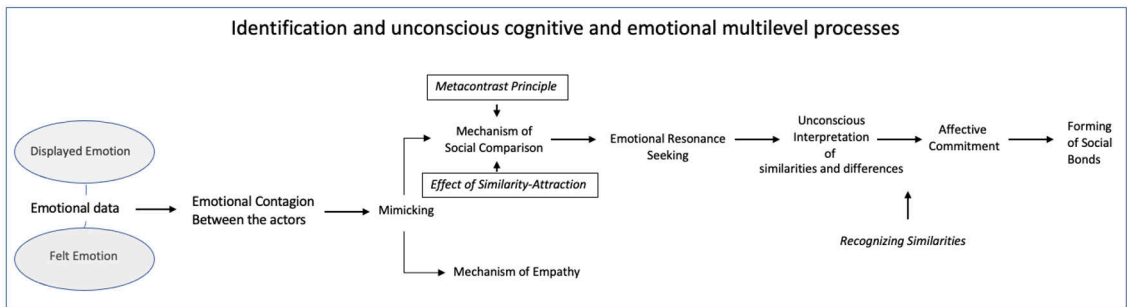 Identification and unconscious cognitive and emotional multilevel processes
Displayed Emotion
Emotional data
Felt Emotion
Emotional Contagion
Between the actors
Mimicking
Metacontrast Principle
Mechanism of
Social Comparison
Effect of Similarity-Attraction
Mechanism of Empathy
Emotional Resonance
Seeking
Unconscious
Interpretation
of
similarities and differences
Recognizing Similarities
Affective
Commitment
Forming
of Social
Bonds